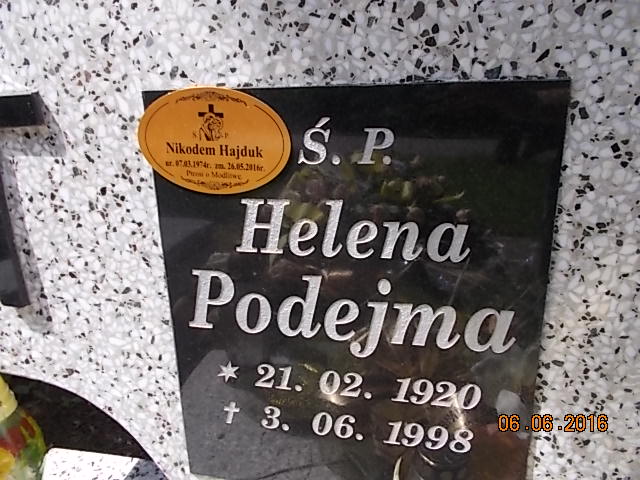 Ś. P.
Nikodem Hajduk
ur. 07.03.1974r. zm. 26.05.2016r.
Prosi o Modlitwę
Ś. P.
Helena
Podejma
✶ 21. 02. 1920
† 3. 06. 1998
06.06.2016